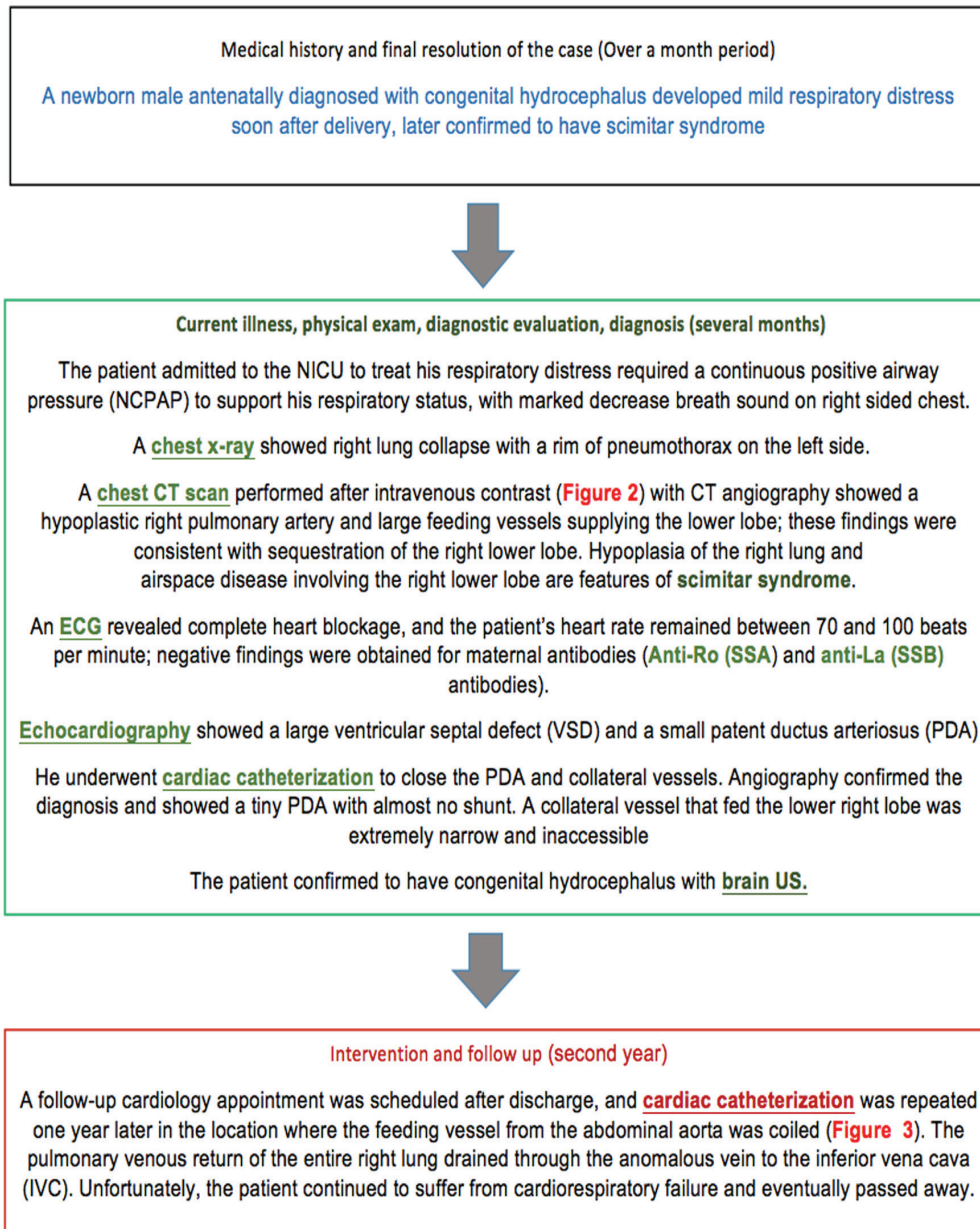 Medical history and final resolution of the case (Over a month period)
A newborn male antenatally diagnosed with congenital hydrocephalus developed mild respiratory distress
soon after delivery, later confirmed to have scimitar syndrome
Current illness, physical exam, diagnostic evaluation, diagnosis (several months)
The patient admitted to the NICU to treat his respiratory distress required a continuous positive airway
pressure (NCPAP) to support his respiratory status, with marked decrease breath sound on right sided chest.
A chest x-ray showed right lung collapse with a rim of pneumothorax on the left side.
A chest CT scan performed after intravenous contrast (Figure 2) with CT angiography showed a
hypoplastic right pulmonary artery and large feeding vessels supplying the lower lobe; these findings were
consistent with sequestration of the right lower lobe. Hypoplasia of the right lung and
airspace disease involving the right lower lobe are features of scimitar syndrome.
An ECG revealed complete heart blockage, and the patient's heart rate remained between 70 and 100 beats
per minute; negative findings were obtained for maternal antibodies (Anti-Ro (SSA) and anti-La (SSB)
antibodies).
Echocardiography showed a large ventricular septal defect (VSD) and a small patent ductus arteriosus (PDA)
He underwent cardiac catheterization to close the PDA and collateral vessels. Angiography confirmed the
diagnosis and showed a tiny PDA with almost no shunt. A collateral vessel that fed the lower right lobe was
extremely narrow and inaccessible
The patient confirmed to have congenital hydrocephalus with brain US.
Intervention and follow up (second year)
A follow-up cardiology appointment was scheduled after discharge, and cardiac catheterization was repeated
one year later in the location where the feeding vessel from the abdominal aorta was coiled (Figure 3). The
pulmonary venous return of the entire right lung drained through the anomalous vein to the inferior vena cava
(IVC). Unfortunately, the patient continued to suffer from cardiorespiratory failure and eventually passed away.